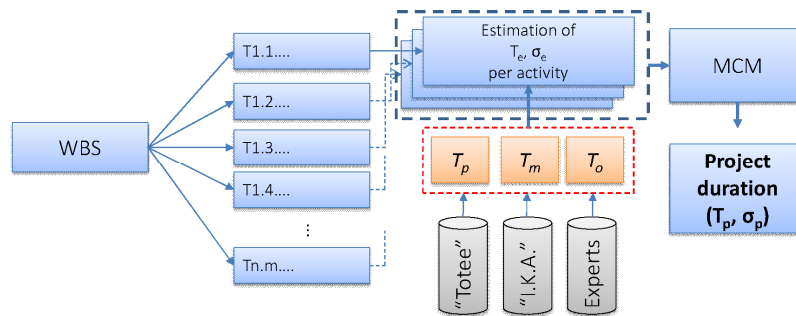 WBS
T1.1....
T1.2....
T1.3....
T1.4....
⋮
Tn.m....
Estimation of
Te, σe
per activity
Tp
Tm
To
"Totee"
"I.K.A."
Experts
MCM
Project
duration
(Tp, σp)